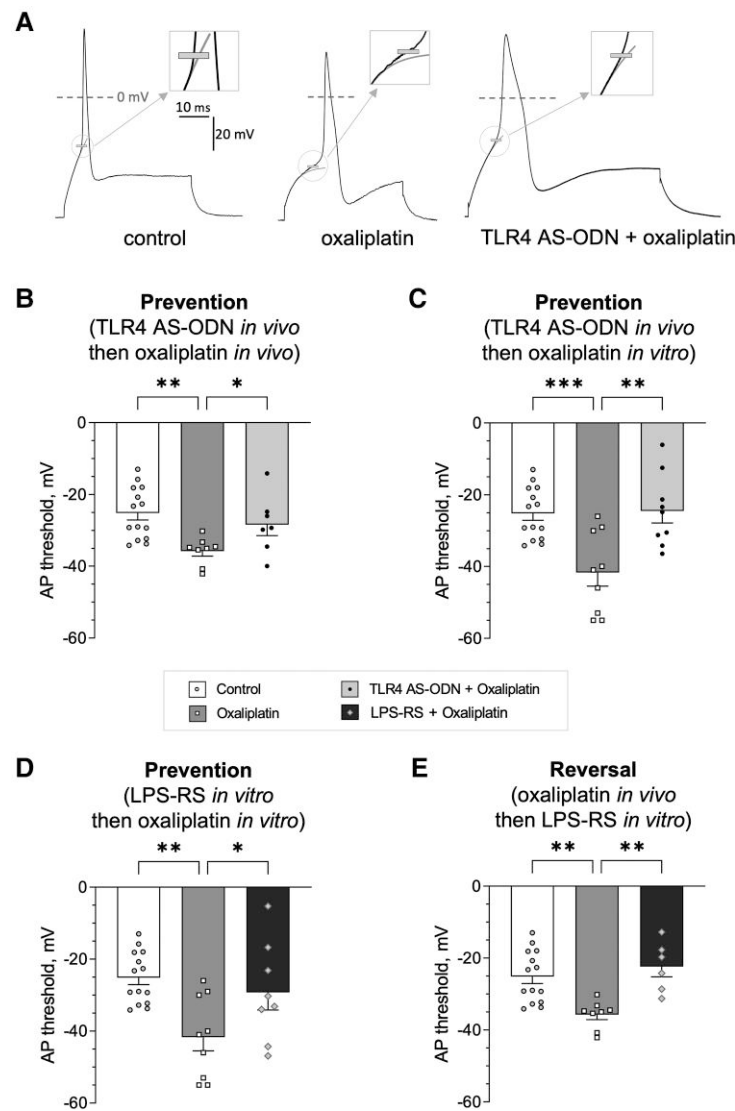 A
0 mV
10 ms
20 mV
control
oxaliplatin
TLR4 AS-ODN + oxaliplatin
B
Prevention
(TLR4 AS-ODN in vivo
then oxaliplatin in vivo)
** *
0
-20
-40
-60
AP threshold, mV
C
Prevention
(TLR4 AS-ODN in vivo
then oxaliplatin in vitro)
*** **
0
-20
-40
-60
AP threshold, mV
Control
Oxaliplatin
TLR4 AS-ODN + Oxaliplatin
LPS-RS + Oxaliplatin
D
Prevention
(LPS-RS in vitro
then oxaliplatin in vitro)
** *
0
-20
-40
-60
AP threshold, mV
E
Reversal
(oxaliplatin in vivo
then LPS-RS in vitro)
** **
0
-20
-40
-60
AP threshold, mV